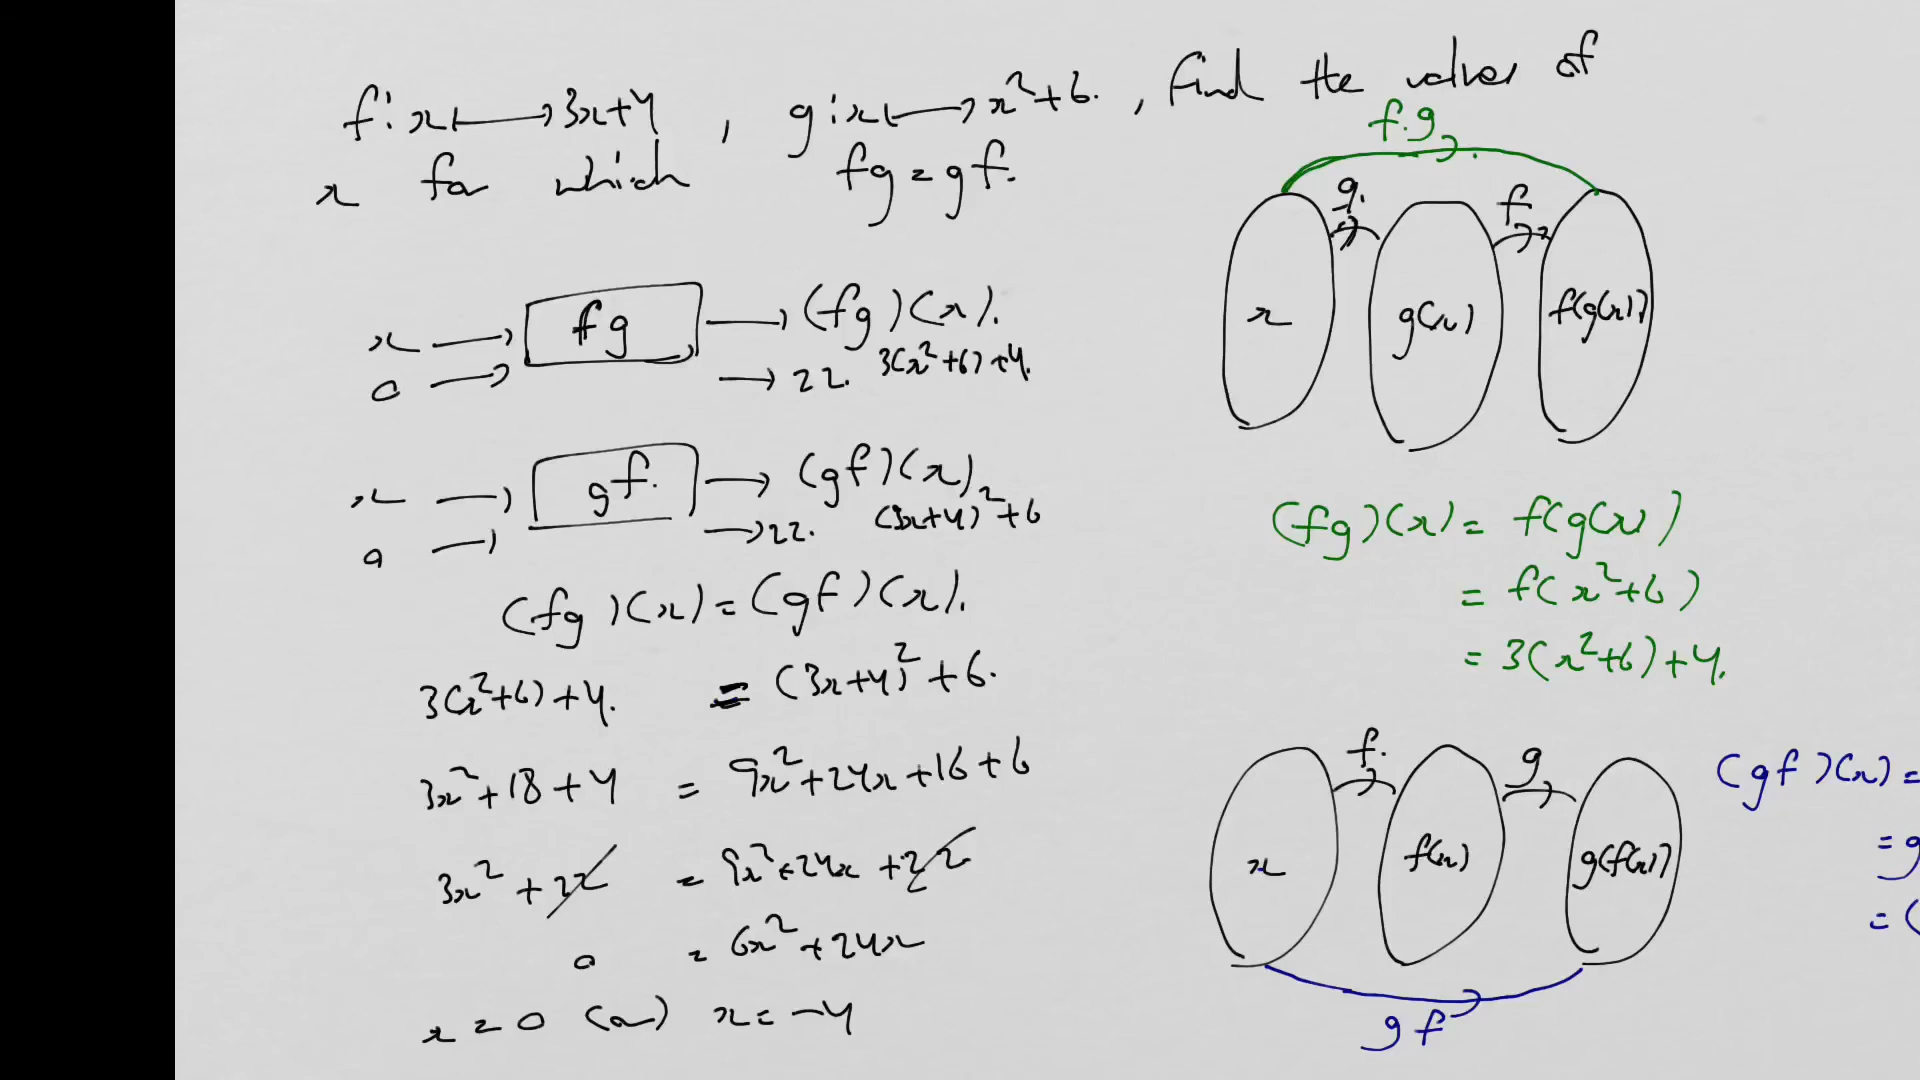 f: x ↦ 3x+4 , g: x ↦ x²+6. , find the values of
x for which fg = gf.
f.g
g. f
x g(x) f(g(x))
x → fg → (fg)(x).
0 → → 22. 3(x²+6)+4.
x → gf. → (gf)(x)
0 → → 22. (3x+4)²+6
(fg)(x) = (gf)(x).
3(x²+6)+4. = (3x+4)²+6.
3x²+18+4 = 9x²+24x+16+6
3x²+22 = 9x²+24x+22
0 = 6x²+24x
x = 0 (or) x = -4
(fg)(x) = f(g(x))
= f(x²+6)
= 3(x²+6)+4.
f. g
x f(x) g(f(x))
gf
(gf)(x) =
= g
= (